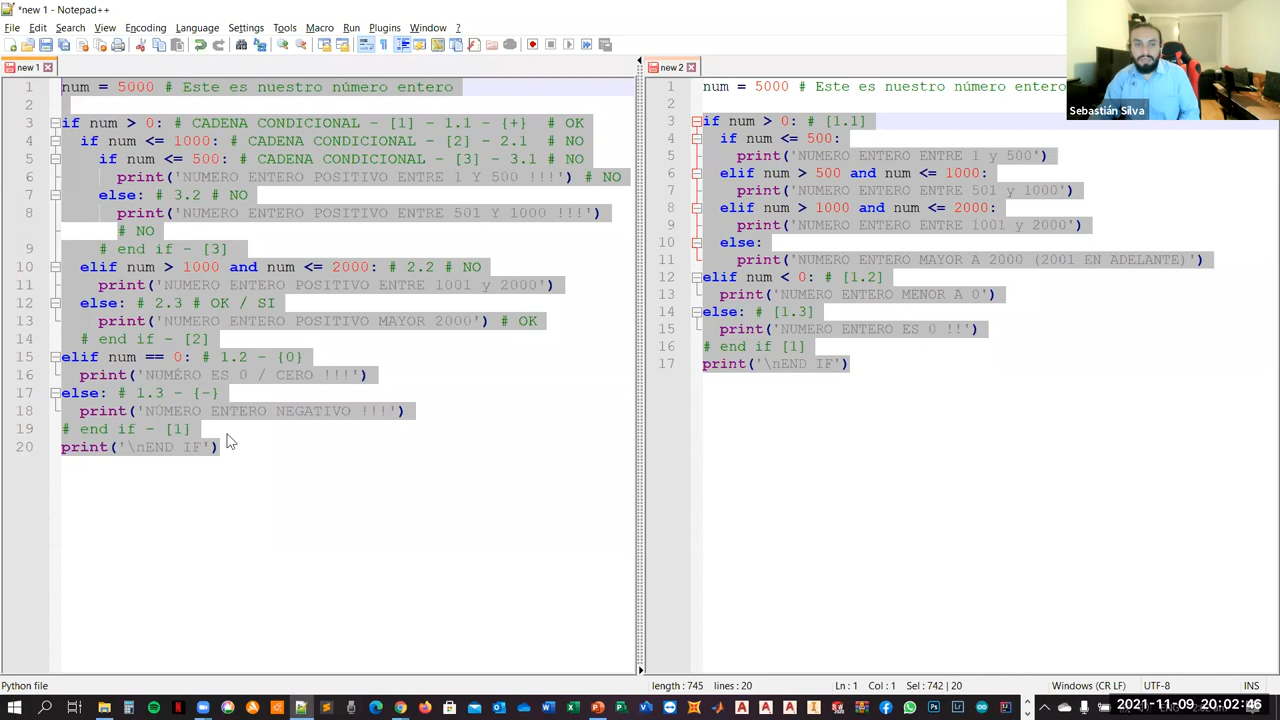 *new 1 - Notepad++
File Edit Search View Encoding Language Settings Tools Macro Run Plugins Window ?
new 1
1 num = 5000 # Este es nuestro número entero
2
3 if num > 0: # CADENA CONDICIONAL - [1] - 1.1 - {+} # OK
4 if num <= 1000: # CADENA CONDICIONAL - [2] - 2.1 # NO
5 if num <= 500: # CADENA CONDICIONAL - [3] - 3.1 # NO
6 print('NUMERO ENTERO POSITIVO ENTRE 1 Y 500 !!!') # NO
7 else: # 3.2 # NO
8 print('NUMERO ENTERO POSITIVO ENTRE 501 Y 1000 !!!')
# NO
9 # end if - [3]
10 elif num > 1000 and num <= 2000: # 2.2 # NO
11 print('NUMERO ENTERO POSITIVO ENTRE 1001 y 2000')
12 else: # 2.3 # OK / SI
13 print('NUMERO ENTERO POSITIVO MAYOR 2000') # OK
14 # end if - [2]
15 elif num == 0: # 1.2 - {0}
16 print('NUMÉRO ES 0 / CERO !!!')
17 else: # 1.3 - {-}
18 print('NÚMERO ENTERO NEGATIVO !!!')
19 # end if - [1]
20 print('\nEND IF')
new 2
1 num = 5000 # Este es nuestro número entero
2
3 if num > 0: # [1.1]
4 if num <= 500:
5 print('NUMERO ENTERO ENTRE 1 y 500')
6 elif num > 500 and num <= 1000:
7 print('NUMERO ENTERO ENTRE 501 y 1000')
8 elif num > 1000 and num <= 2000:
9 print('NUMERO ENTERO ENTRE 1001 y 2000')
10 else:
11 print('NUMERO ENTERO MAYOR A 2000 (2001 EN ADELANTE)')
12 elif num < 0: # [1.2]
13 print('NUMERO ENTERO MENOR A 0')
14 else: # [1.3]
15 print('NUMERO ENTERO ES 0 !!')
16 # end if [1]
17 print('\nEND IF')
Sebastián Silva
Python file length : 745 lines : 20 Ln : 1 Col : 1 Sel : 742 | 20 Windows (CR LF) UTF-8 INS
2021-11-09 20:02:46